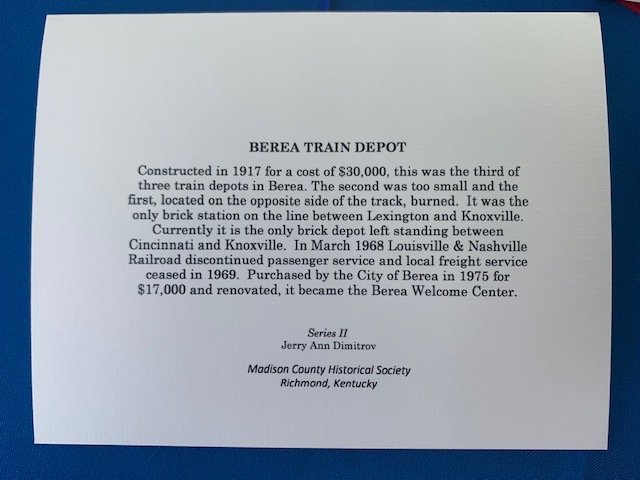 BEREA TRAIN DEPOT
Constructed in 1917 for a cost of $30,000, this was the third of
three train depots in Berea. The second was too small and the
first, located on the opposite side of the track, burned. It was the
only brick station on the line between Lexington and Knoxville.
Currently it is the only brick depot left standing between
Cincinnati and Knoxville. In March 1968 Louisville & Nashville
Railroad discontinued passenger service and local freight service
ceased in 1969. Purchased by the City of Berea in 1975 for
$17,000 and renovated, it became the Berea Welcome Center.
Series II
Jerry Ann Dimitrov
Madison County Historical Society
Richmond, Kentucky